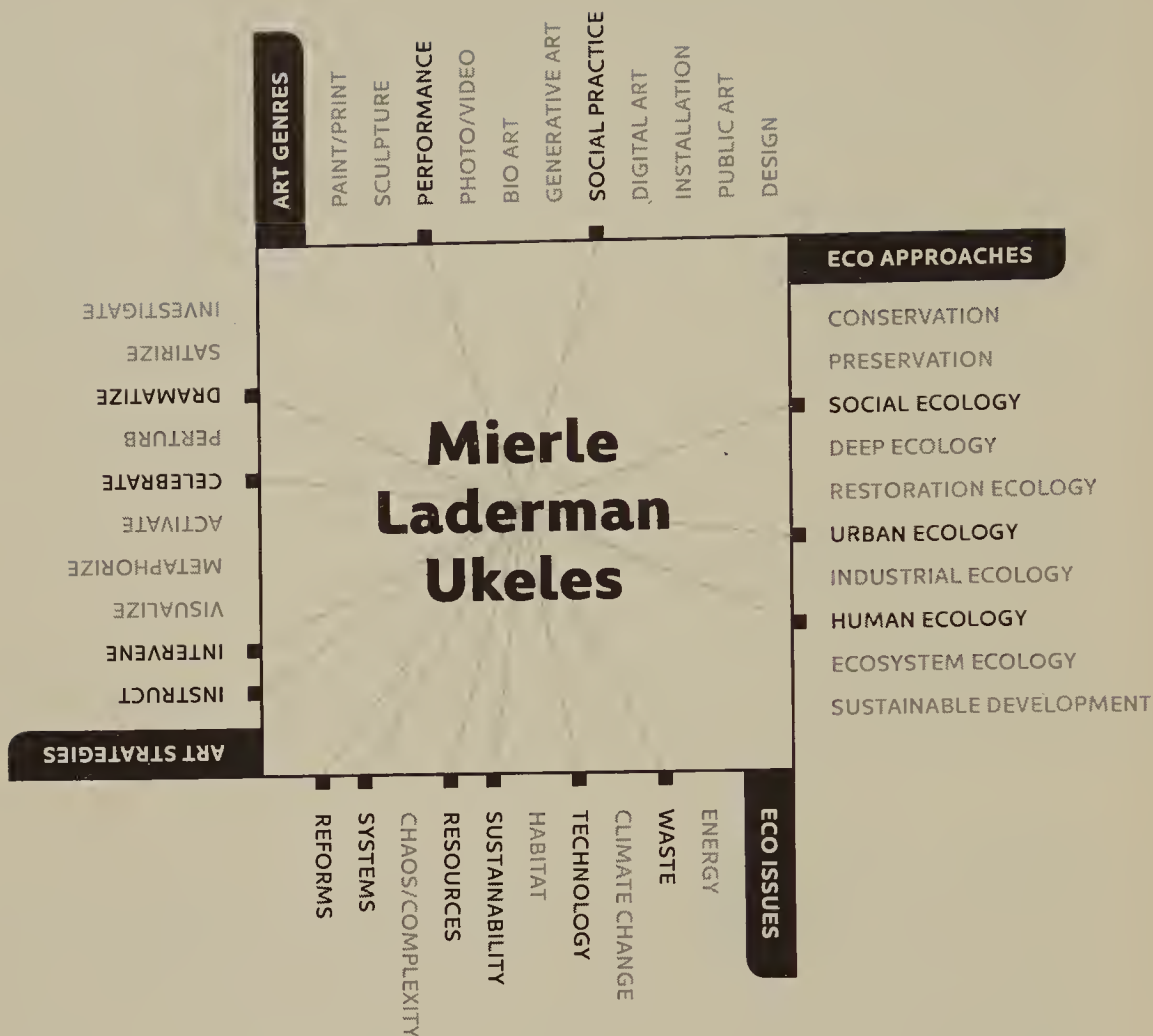 ART GENRES
PAINT/PRINT
SCULPTURE
PERFORMANCE
PHOTO/VIDEO
BIO ART
GENERATIVE ART
SOCIAL PRACTICE
DIGITAL ART
INSTALLATION
PUBLIC ART
DESIGN
ECO APPROACHES
CONSERVATION
PRESERVATION
SOCIAL ECOLOGY
DEEP ECOLOGY
RESTORATION ECOLOGY
URBAN ECOLOGY
INDUSTRIAL ECOLOGY
HUMAN ECOLOGY
ECOSYSTEM ECOLOGY
SUSTAINABLE DEVELOPMENT
ECO ISSUES
ENERGY
WASTE
CLIMATE CHANGE
TECHNOLOGY
HABITAT
SUSTAINABILITY
RESOURCES
CHAOS/COMPLEXITY
SYSTEMS
REFORMS
ART STRATEGIES
INSTRUCT
INTERVENE
VISUALIZE
METAPHORIZE
ACTIVATE
CELEBRATE
PERTURB
DRAMATIZE
SATIRIZE
INVESTIGATE
Mierle
Laderman
Ukeles